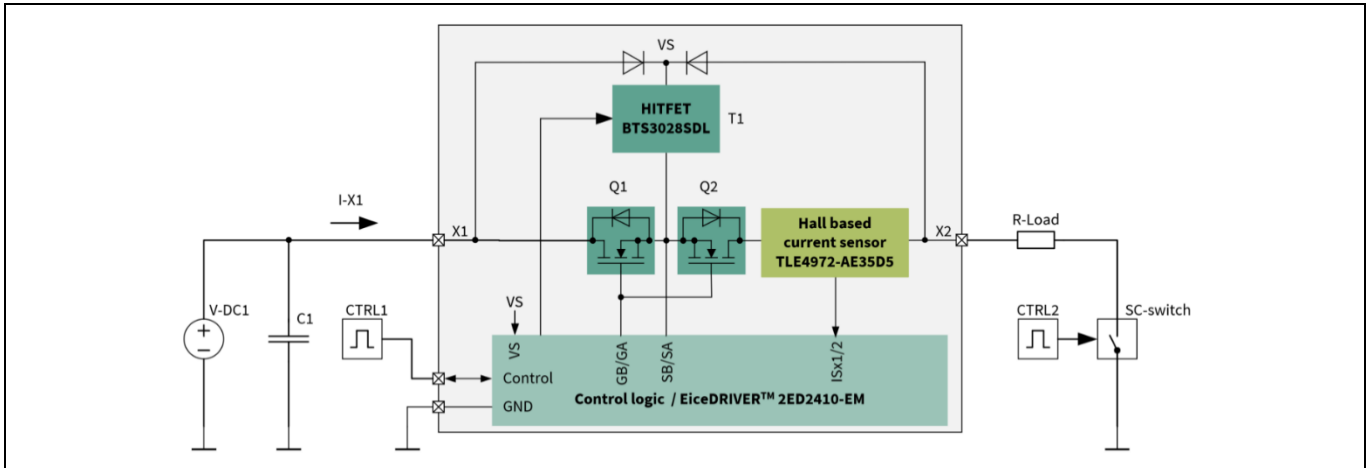 VS
HITFET
BTS3028SDL
T1
Q1
Q2
I-X1
X1
Hall based
current sensor
TLE4972-AE35D5
X2
R-Load
VS
V-DC1
C1
CTRL1
CTRL2
SC-switch
VS
GB/GA
SB/SA
ISx1/2
Control
Control logic / EiceDRIVER™ 2ED2410-EM
GND